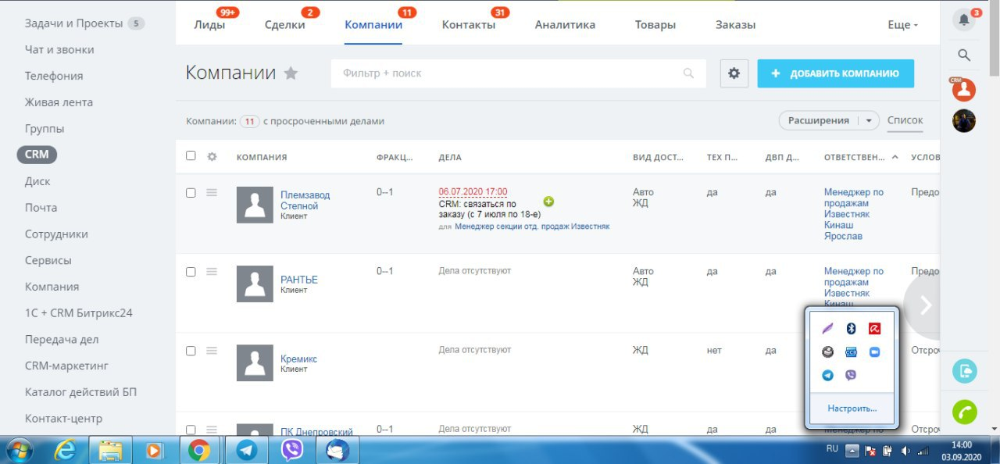 Задачи и Проекты 5
Чат и звонки
Телефония
Живая лента
Группы
CRM
Диск
Почта
Сотрудники
Сервисы
Компания
1С + CRM Битрикс24
Передача дел
CRM-маркетинг
Каталог действий БП
Контакт-центр
99+ 2 11 31
Лиды Сделки Компании Контакты Аналитика Товары Заказы Еще
Компании Фильтр + поиск + ДОБАВИТЬ КОМПАНИЮ
Компании: 11 с просроченными делами Расширения Список
КОМПАНИЯ ФРАКЦ... ДЕЛА ВИД ДОСТ... ТЕХ П... ДВП Д... ОТВЕТСТВЕН... УСЛОВ
Племзавод
Степной
Клиент
0--1
06.07.2020 17:00
CRM: связаться по
заказу (с 7 июля по 18-е)
для Менеджер секции отд. продаж Известняк
Авто
ЖД
да
да
Менеджер по
продажам
Известняк
Кинаш
Ярослав
Предо
РАНТЬЕ
Клиент
0--1
Дела отсутствуют
Авто
ЖД
да
да
Менеджер по
продажам
Известняк
Кинаш
Предо
Кремикс
Клиент
Дела отсутствуют
ЖД
нет
да
Отсроч
ПК Днепровский
0--1
Дела отсутствуют
ЖД
да
да
Менеджер по
Отсроч
3
CRM
Настроить...
RU
14:00
03.09.2020